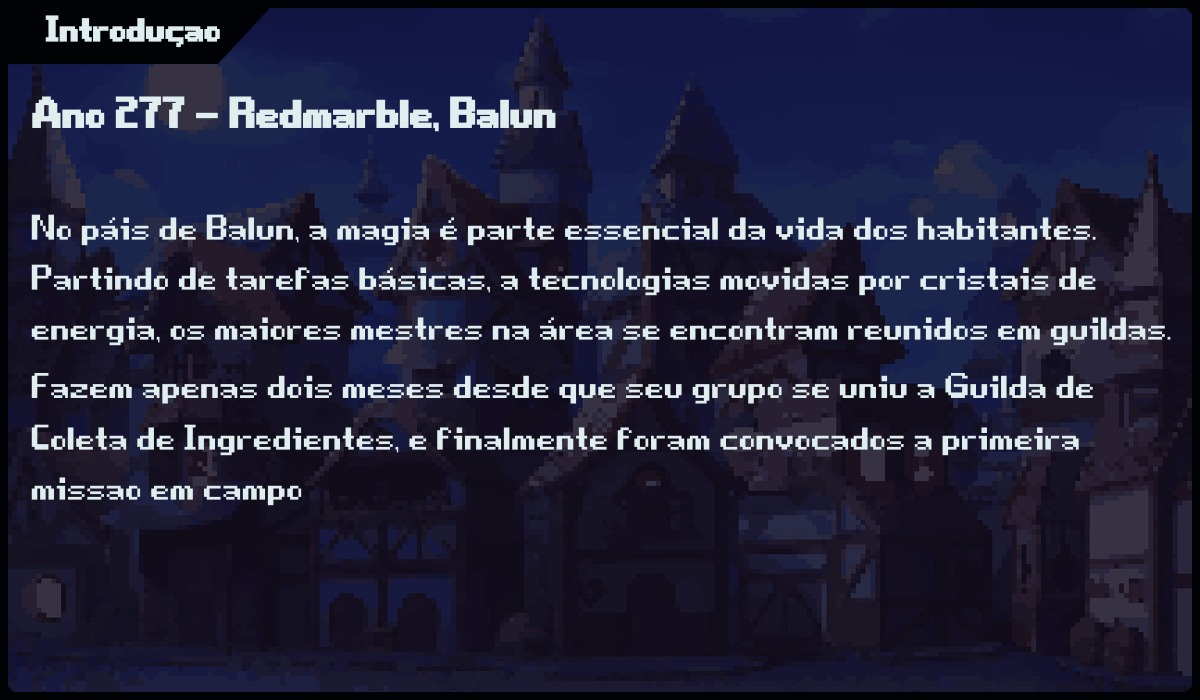 Introduçao
Ano 277 – Redmarble, Balun
No páis de Balun, a magia é parte essencial da vida dos habitantes.
Partindo de tarefas básicas, a tecnologias movidas por cristais de
energia, os maiores mestres na área se encontram reunidos em guildas.
Fazem apenas dois meses desde que seu grupo se uniu a Guilda de
Coleta de Ingredientes, e finalmente foram convocados a primeira
missao em campo